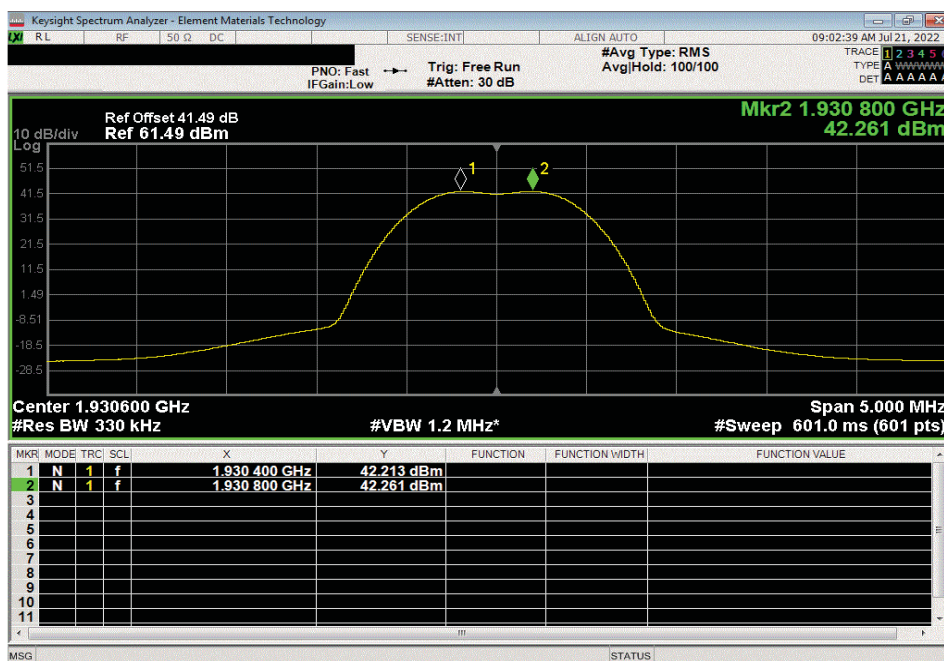 Keysight Spectrum Analyzer - Element Materials Technology
LXI RL RF 50 Ω DC SENSE:INT ALIGN AUTO 09:02:39 AM Jul 21, 2022
PNO: Fast Trig: Free Run #Avg Type: RMS TRACE 1 2 3 4 5
IFGain:Low #Atten: 30 dB Avg|Hold: 100/100 TYPE A WWWWW
DET A A A A A
Mkr2 1.930 800 GHz
42.261 dBm
Ref Offset 41.49 dB
10 dB/div Ref 61.49 dBm
Log
51.5
1
2
41.5
31.5
21.5
11.5
1.49
-8.51
-18.5
-28.5
Center 1.930600 GHz Span 5.000 MHz
#Res BW 330 kHz #VBW 1.2 MHz* #Sweep 601.0 ms (601 pts)
MKR MODE TRC SCL X Y FUNCTION FUNCTION WIDTH FUNCTION VALUE
1 N 1 f 1.930 400 GHz 42.213 dBm
2 N 1 f 1.930 800 GHz 42.261 dBm
3
4
5
6
7
8
9
10
11
MSG STATUS